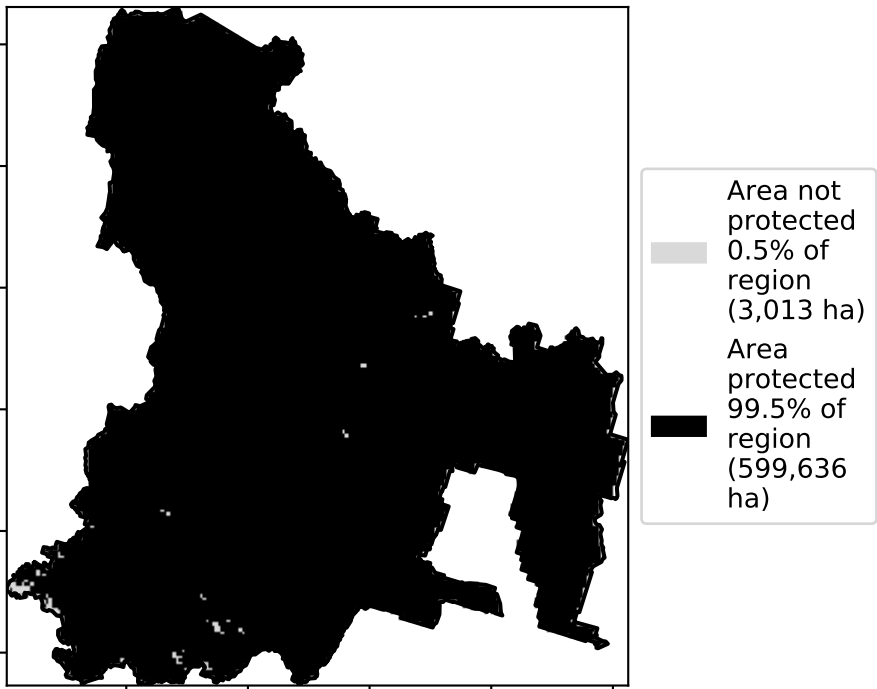 Area not
protected
0.5% of
region
(3,013 ha)
Area
protected
99.5% of
region
(599,636
ha)